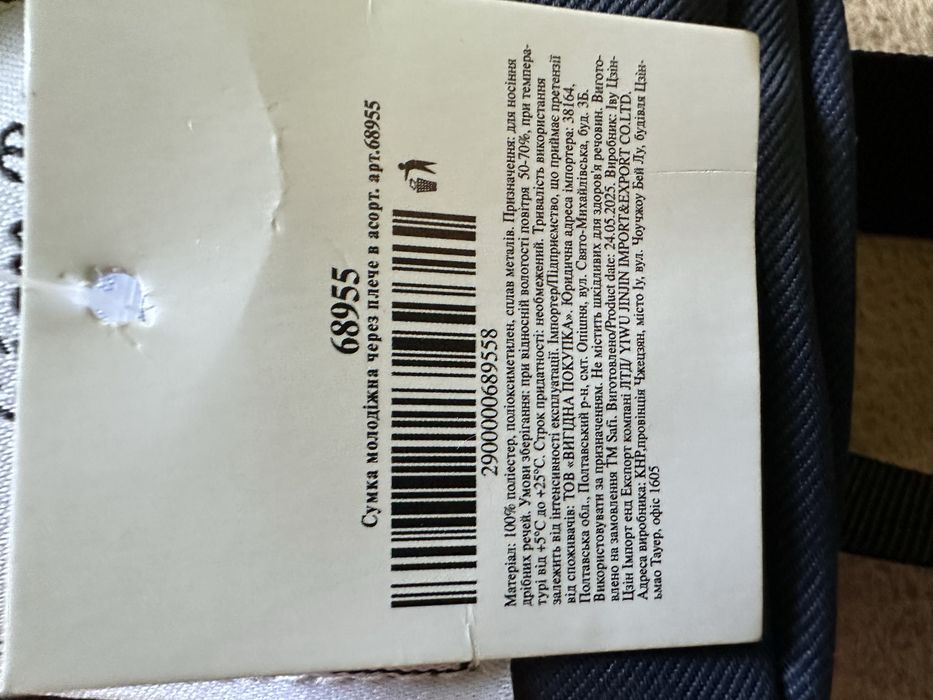 68955
Сумка молодіжна через плече в асорт. арт.68955
2900000689558
Матеріал: 100% поліестер, поліоксиметилен, сплав металів. Призначення: для носіння
дрібних речей. Умови зберігання: при відносній вологості повітря 50-70%, при темпера-
турі від +5°С до +25°С. Строк придатності: необмежений. Тривалість використання
залежить від інтенсивності експлуатації. Імпортер/Підприємство, що приймає претензії
від споживачів: ТОВ «ВИГІДНА ПОКУПКА». Юридична адреса імпортера: 38164,
Полтавська обл., Полтавський р-н, смт. Опішня, вул. Свято-Михайлівська, буд. 3Б.
Використовувати за призначенням. Не містить шкідливих для здоров'я речовин. Вигото-
влено на замовлення ТМ Safi. Виготовлено/Product date: 24.05.2025. Виробник: Іву Цзін-
Цзін Імпорт енд Експорт компані ЛТД/ YIWU JINJIN IMPORT&EXPORT CO.LTD.
Адреса виробника: КНР,провінція Чжецзян, місто Іу, вул. Чоучжоу Бей Лу, будівля Цзін-
ьмао Тауер, офіс 1605